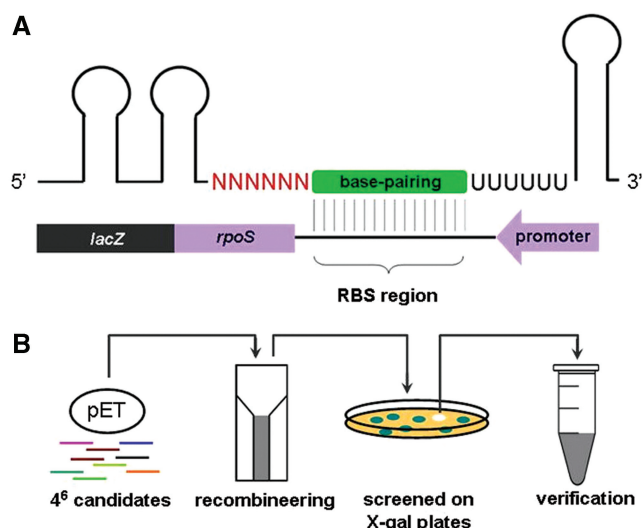 A
5' NNNNNN base-pairing UUUUUU 3'
lacZ rpoS promoter
RBS region
B
pET
4⁶ candidates recombineering screened on X-gal plates verification